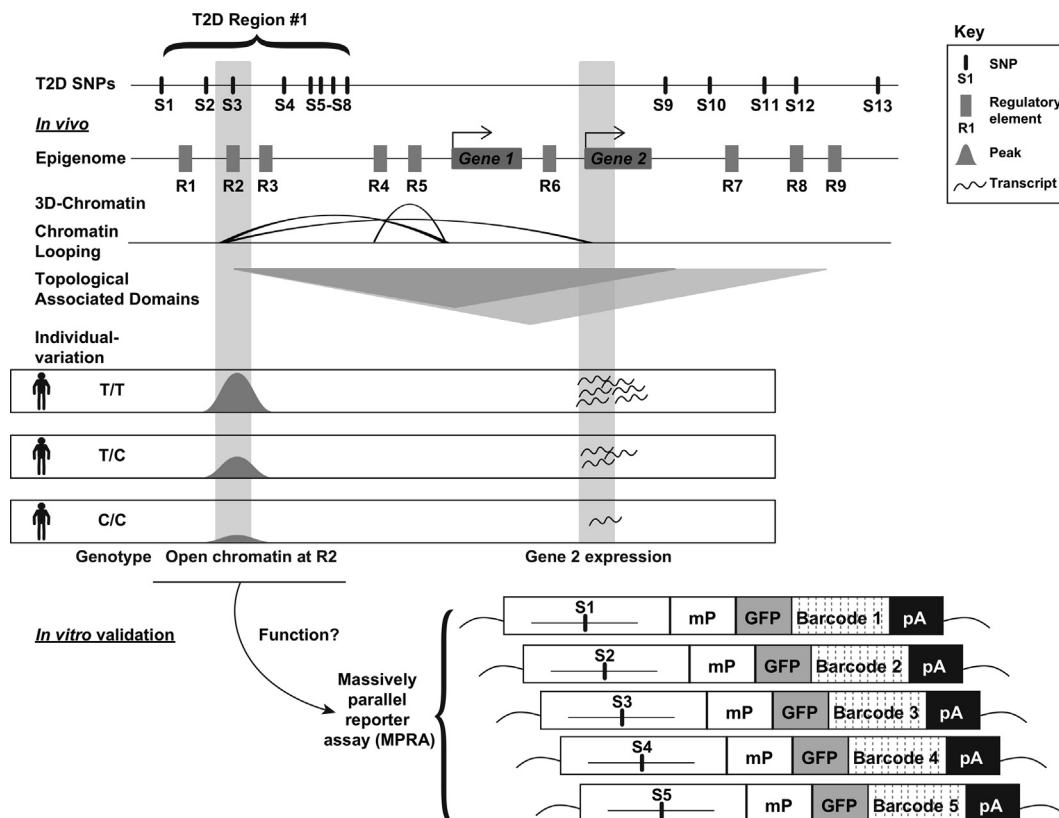 T2D Region #1
T2D SNPs
S1 S2 S3 S4 S5-S8 S9 S10 S11 S12 S13
In vivo
Epigenome
Gene 1 Gene 2
R1 R2 R3 R4 R5 R6 R7 R8 R9
3D-Chromatin
Chromatin
Looping
Topological
Associated Domains
Individual-
variation
T/T
T/C
C/C
Genotype Open chromatin at R2 Gene 2 expression
In vitro validation
Function?
Massively
parallel
reporter
assay (MPRA)
S1 mP GFP Barcode 1 pA
S2 mP GFP Barcode 2 pA
S3 mP GFP Barcode 3 pA
S4 mP GFP Barcode 4 pA
S5 mP GFP Barcode 5 pA
Key
SNP
S1
Regulatory
element
R1
Peak
Transcript